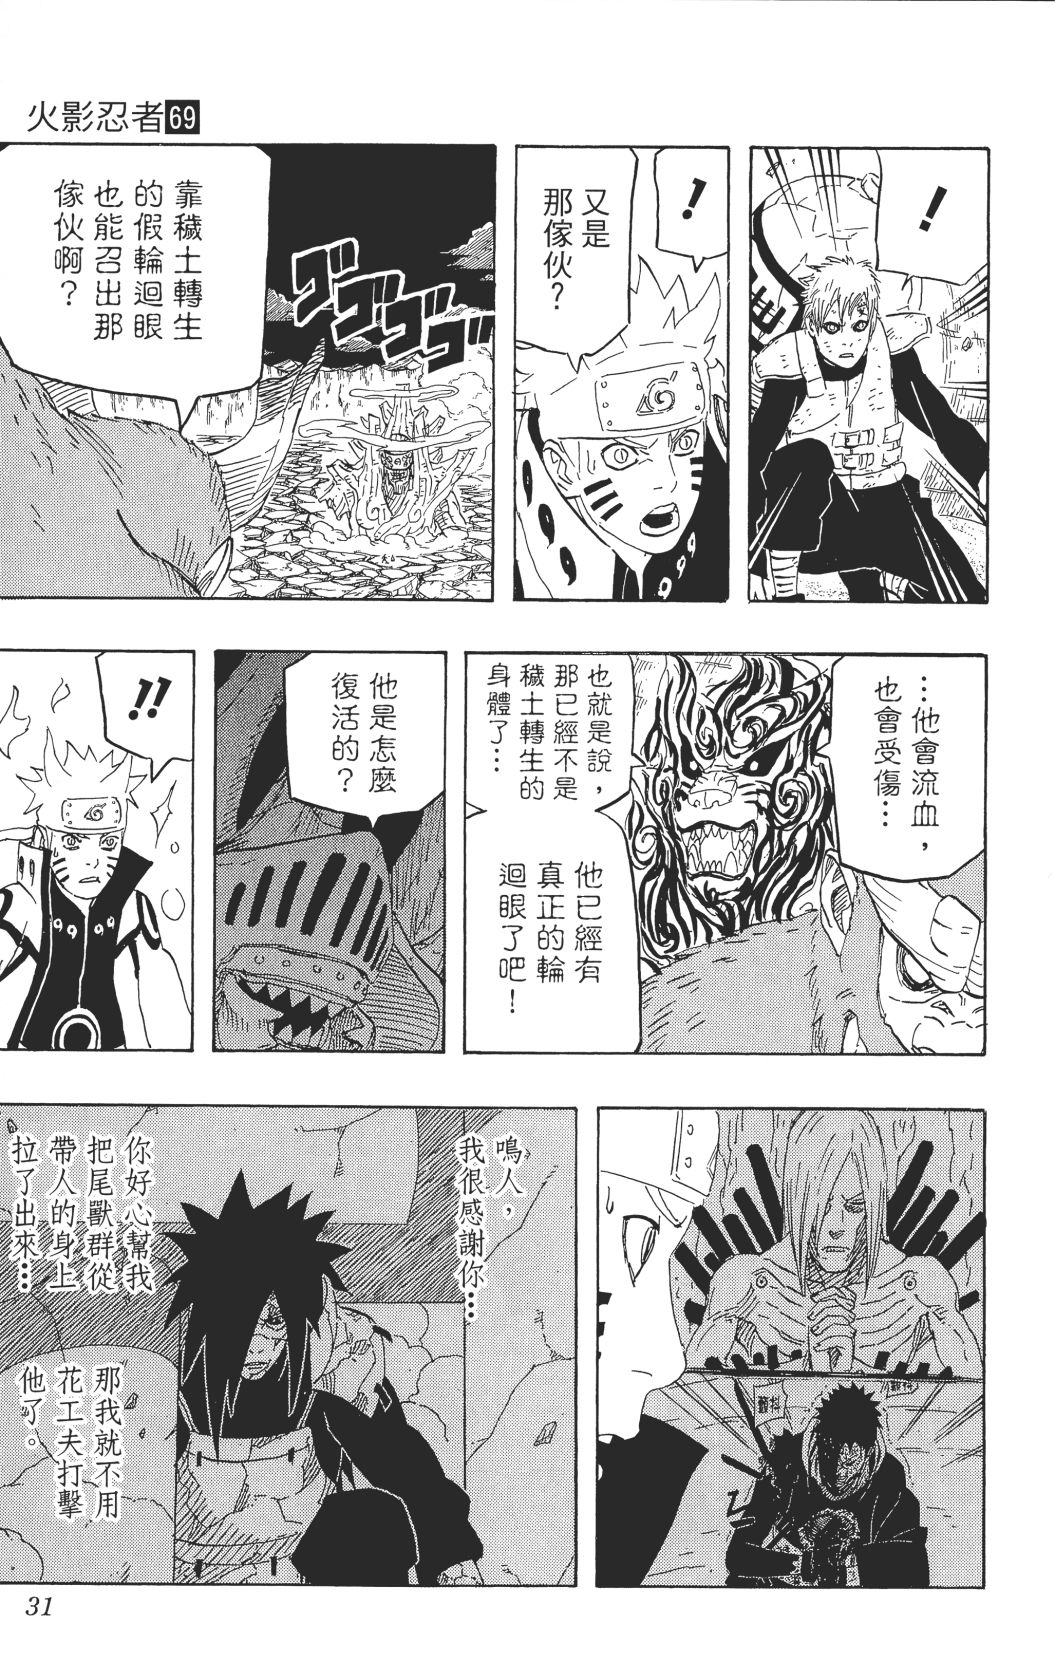 火影忍者69
！
！
又是
那傢伙？
靠穢土轉生
的假輪迴眼
也能召出那
傢伙啊？
ゴゴゴゴ
…他會流血，
也會受傷…
也就是說，
那已經不是
穢土轉生的
身體了…
他已經有
真正的輪
迴眼了吧！
他是怎麼
復活的？
！！
鳴人，
我很感謝你…
你好心幫我
把尾獸群從
帶人的身上
拉了出來…
那我就不用
花工夫打擊
他了。
31